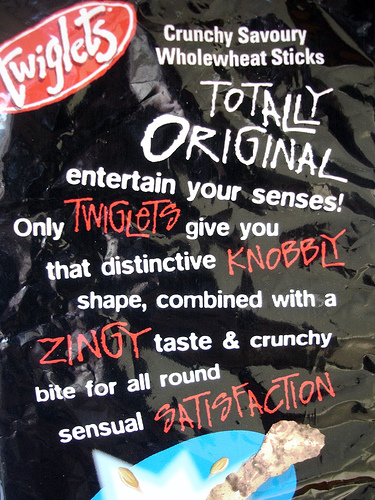 Twiglets
Crunchy Savoury
Wholewheat Sticks
TOTALLY
ORIGINAL
entertain your senses!
Only TWIGLETS give you
that distinctive KNOBBLY
shape, combined with a
ZINGY taste & crunchy
bite for all round
sensual SATISFACTION